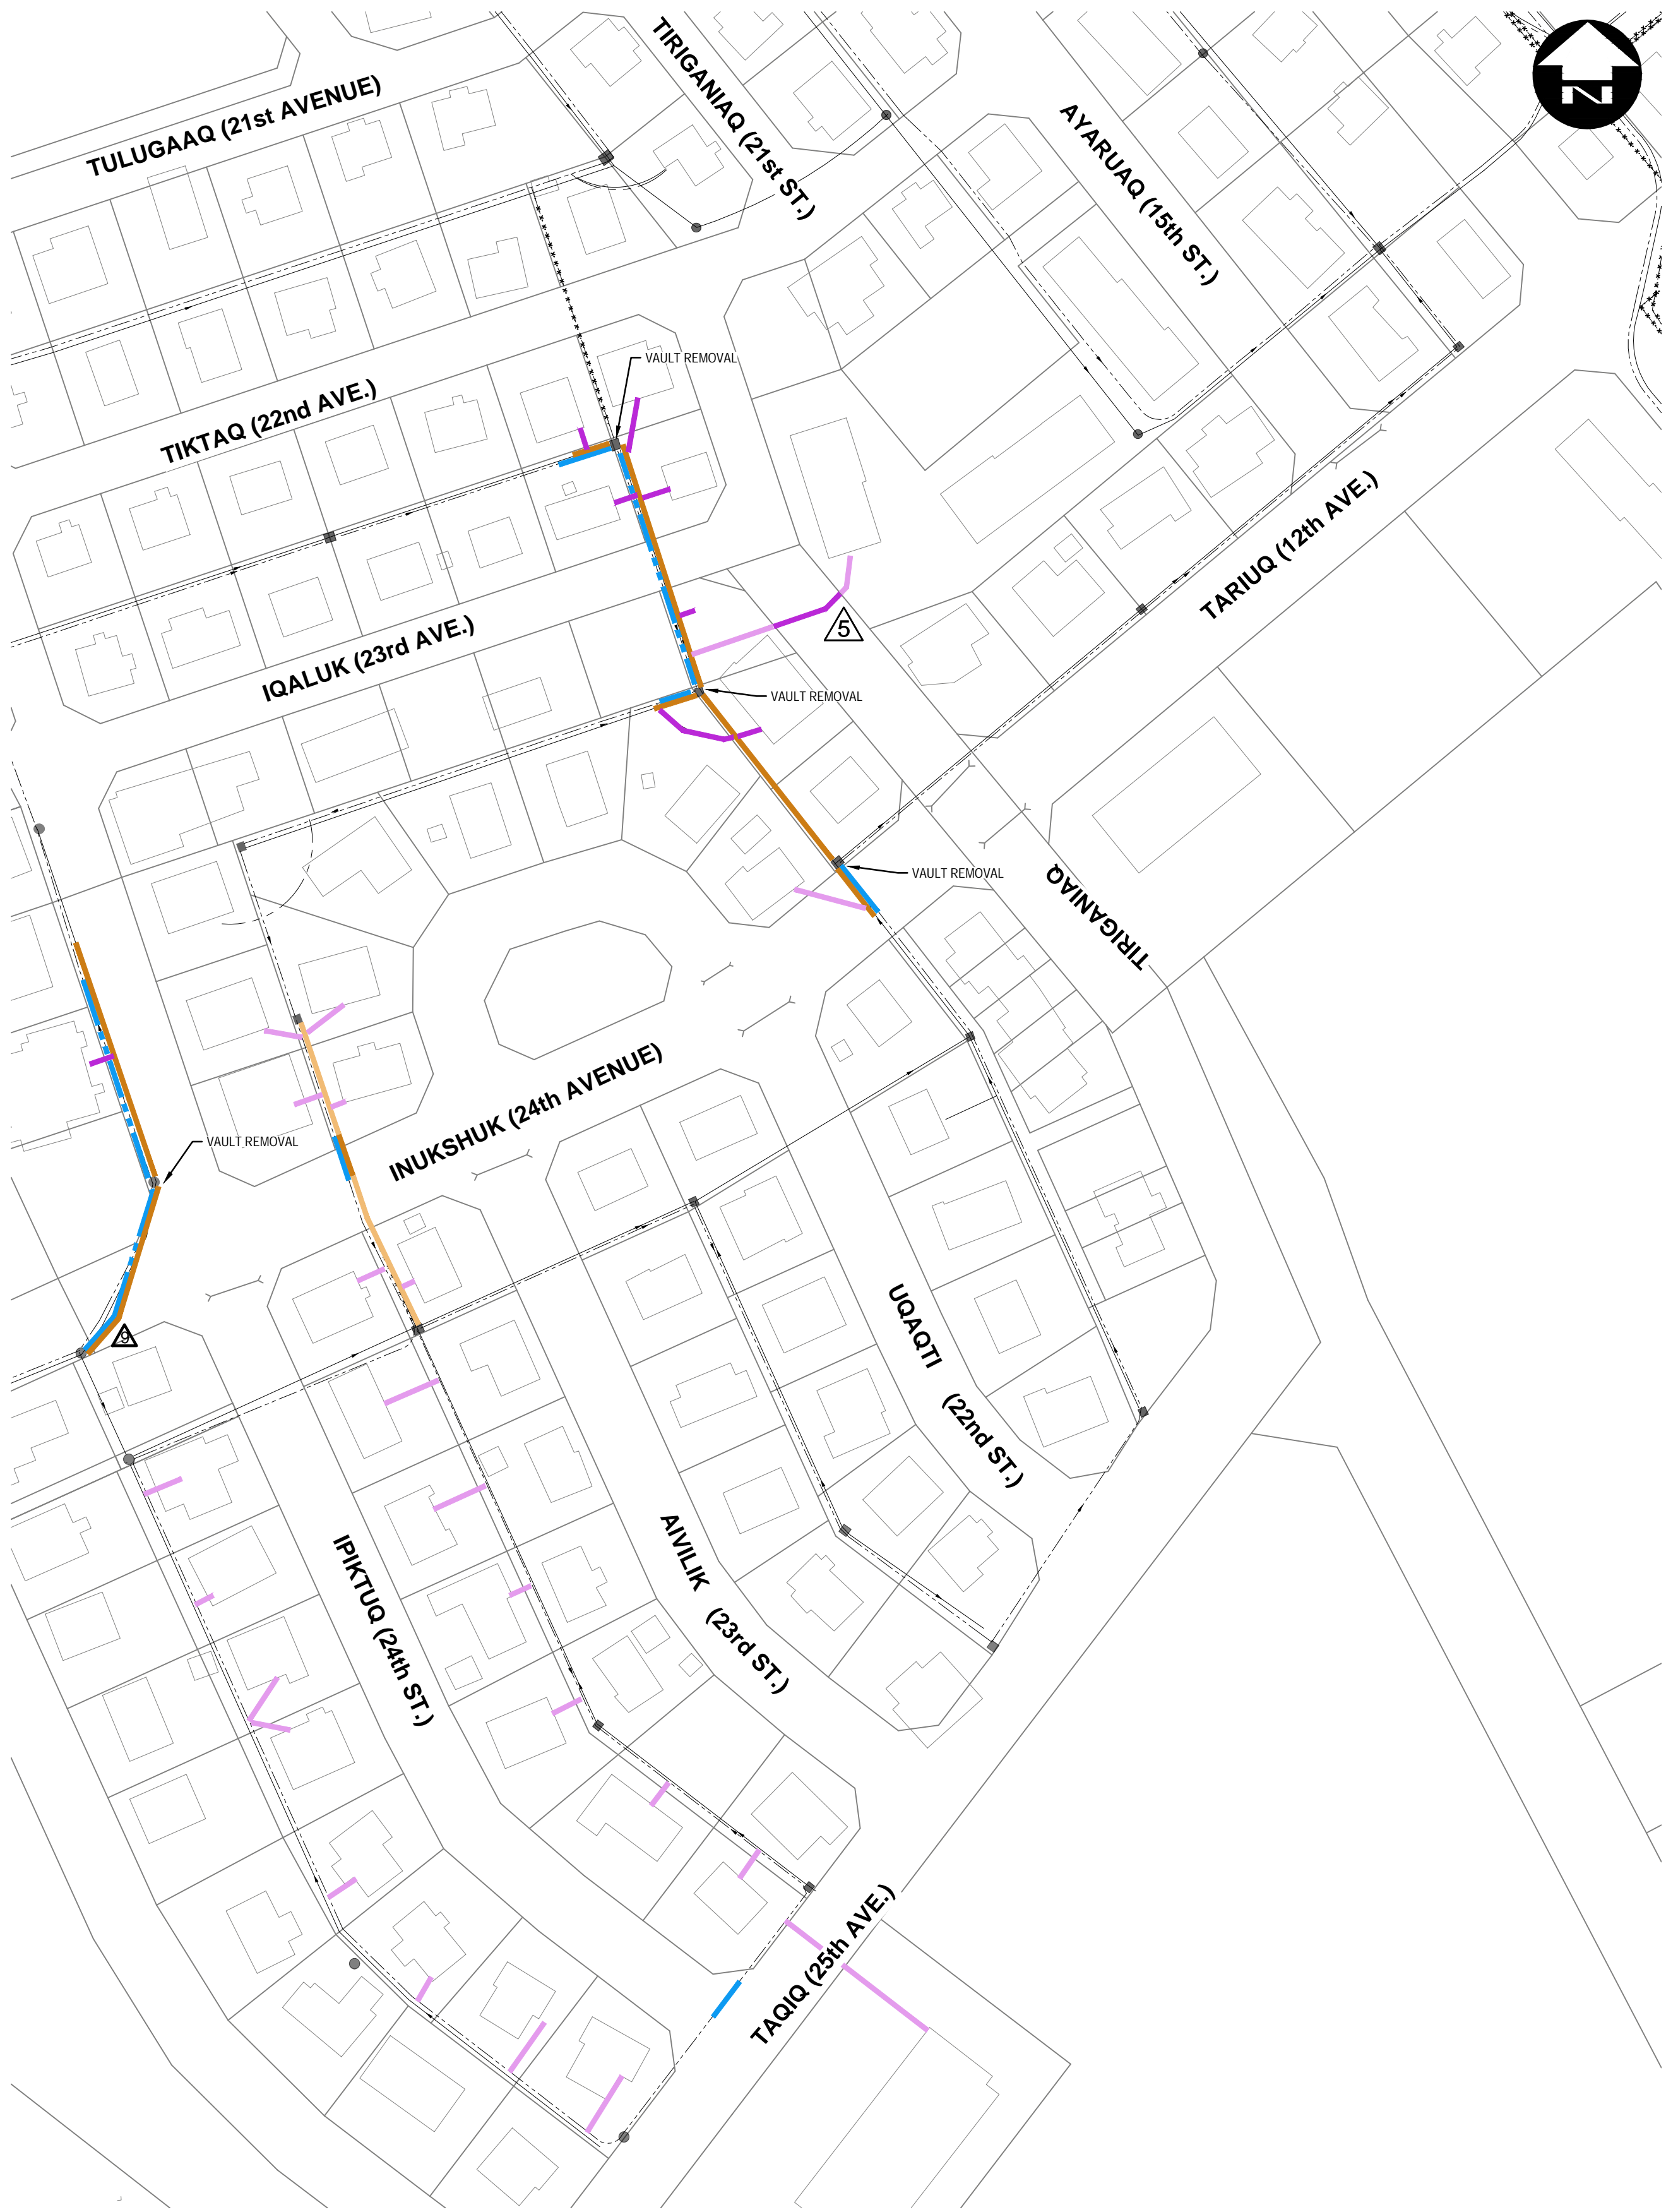 TULUGAAQ (21st AVENUE)
TIRIGANIAQ (21st ST.)
AYARUAQ (15th ST.)
N
VAULT REMOVAL
TIKTAQ (22nd AVE.)
TARIUQ (12th AVE.)
IQALUK (23rd AVE.)
5
VAULT REMOVAL
VAULT REMOVAL
TIRIGANIAQ
INUKSHUK (24th AVENUE)
VAULT REMOVAL
9
UQAQTI (22nd ST.)
AIVILIK (23rd ST.)
IPIKTUQ (24th ST.)
TAQIQ (25th AVE.)